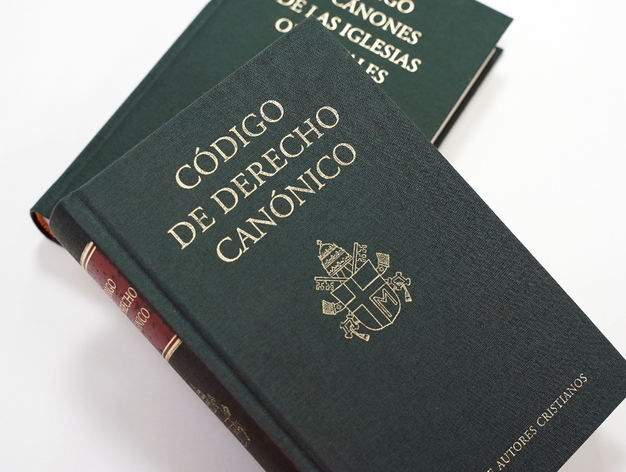 CÁNONES
DE LAS IGLESIAS
CÓDIGO
DE DERECHO
CANÓNICO
M
AUTORES CRISTIANOS